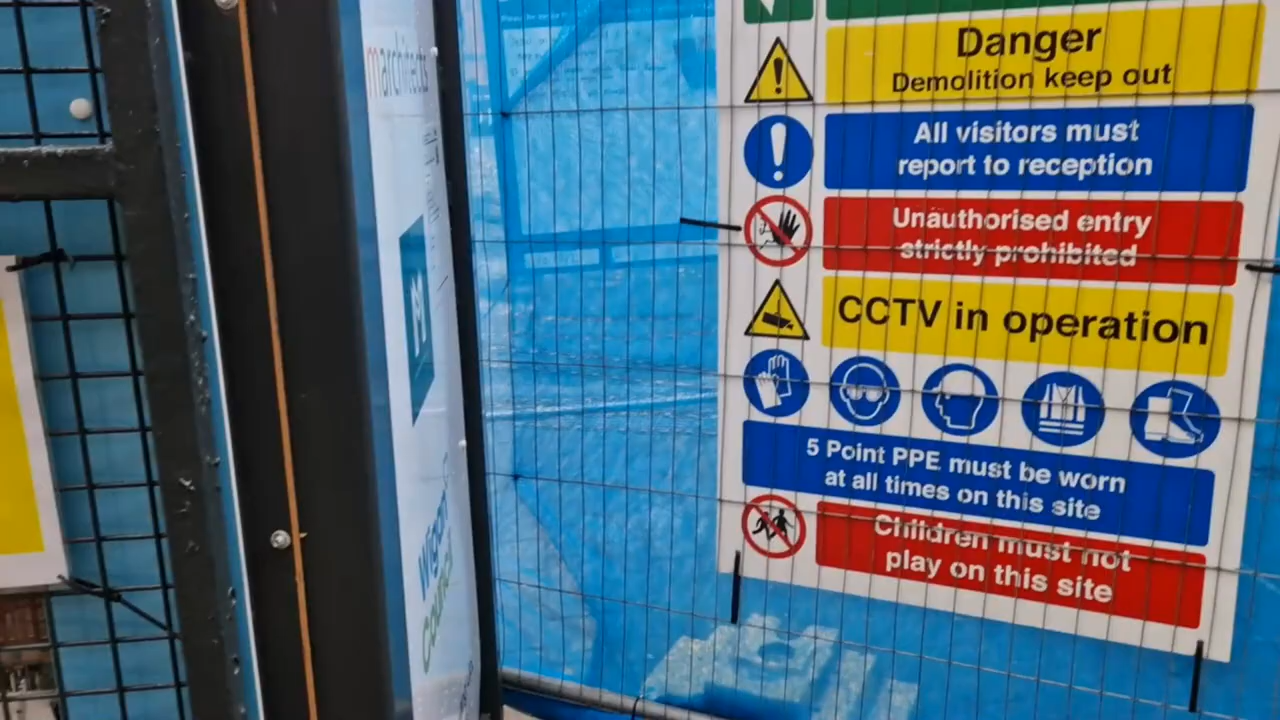 marchitects
Wigan
Council
Danger
Demolition keep out
All visitors must
report to reception
Unauthorised entry
strictly prohibited
CCTV in operation
5 Point PPE must be worn
at all times on this site
Children must not
play on this site